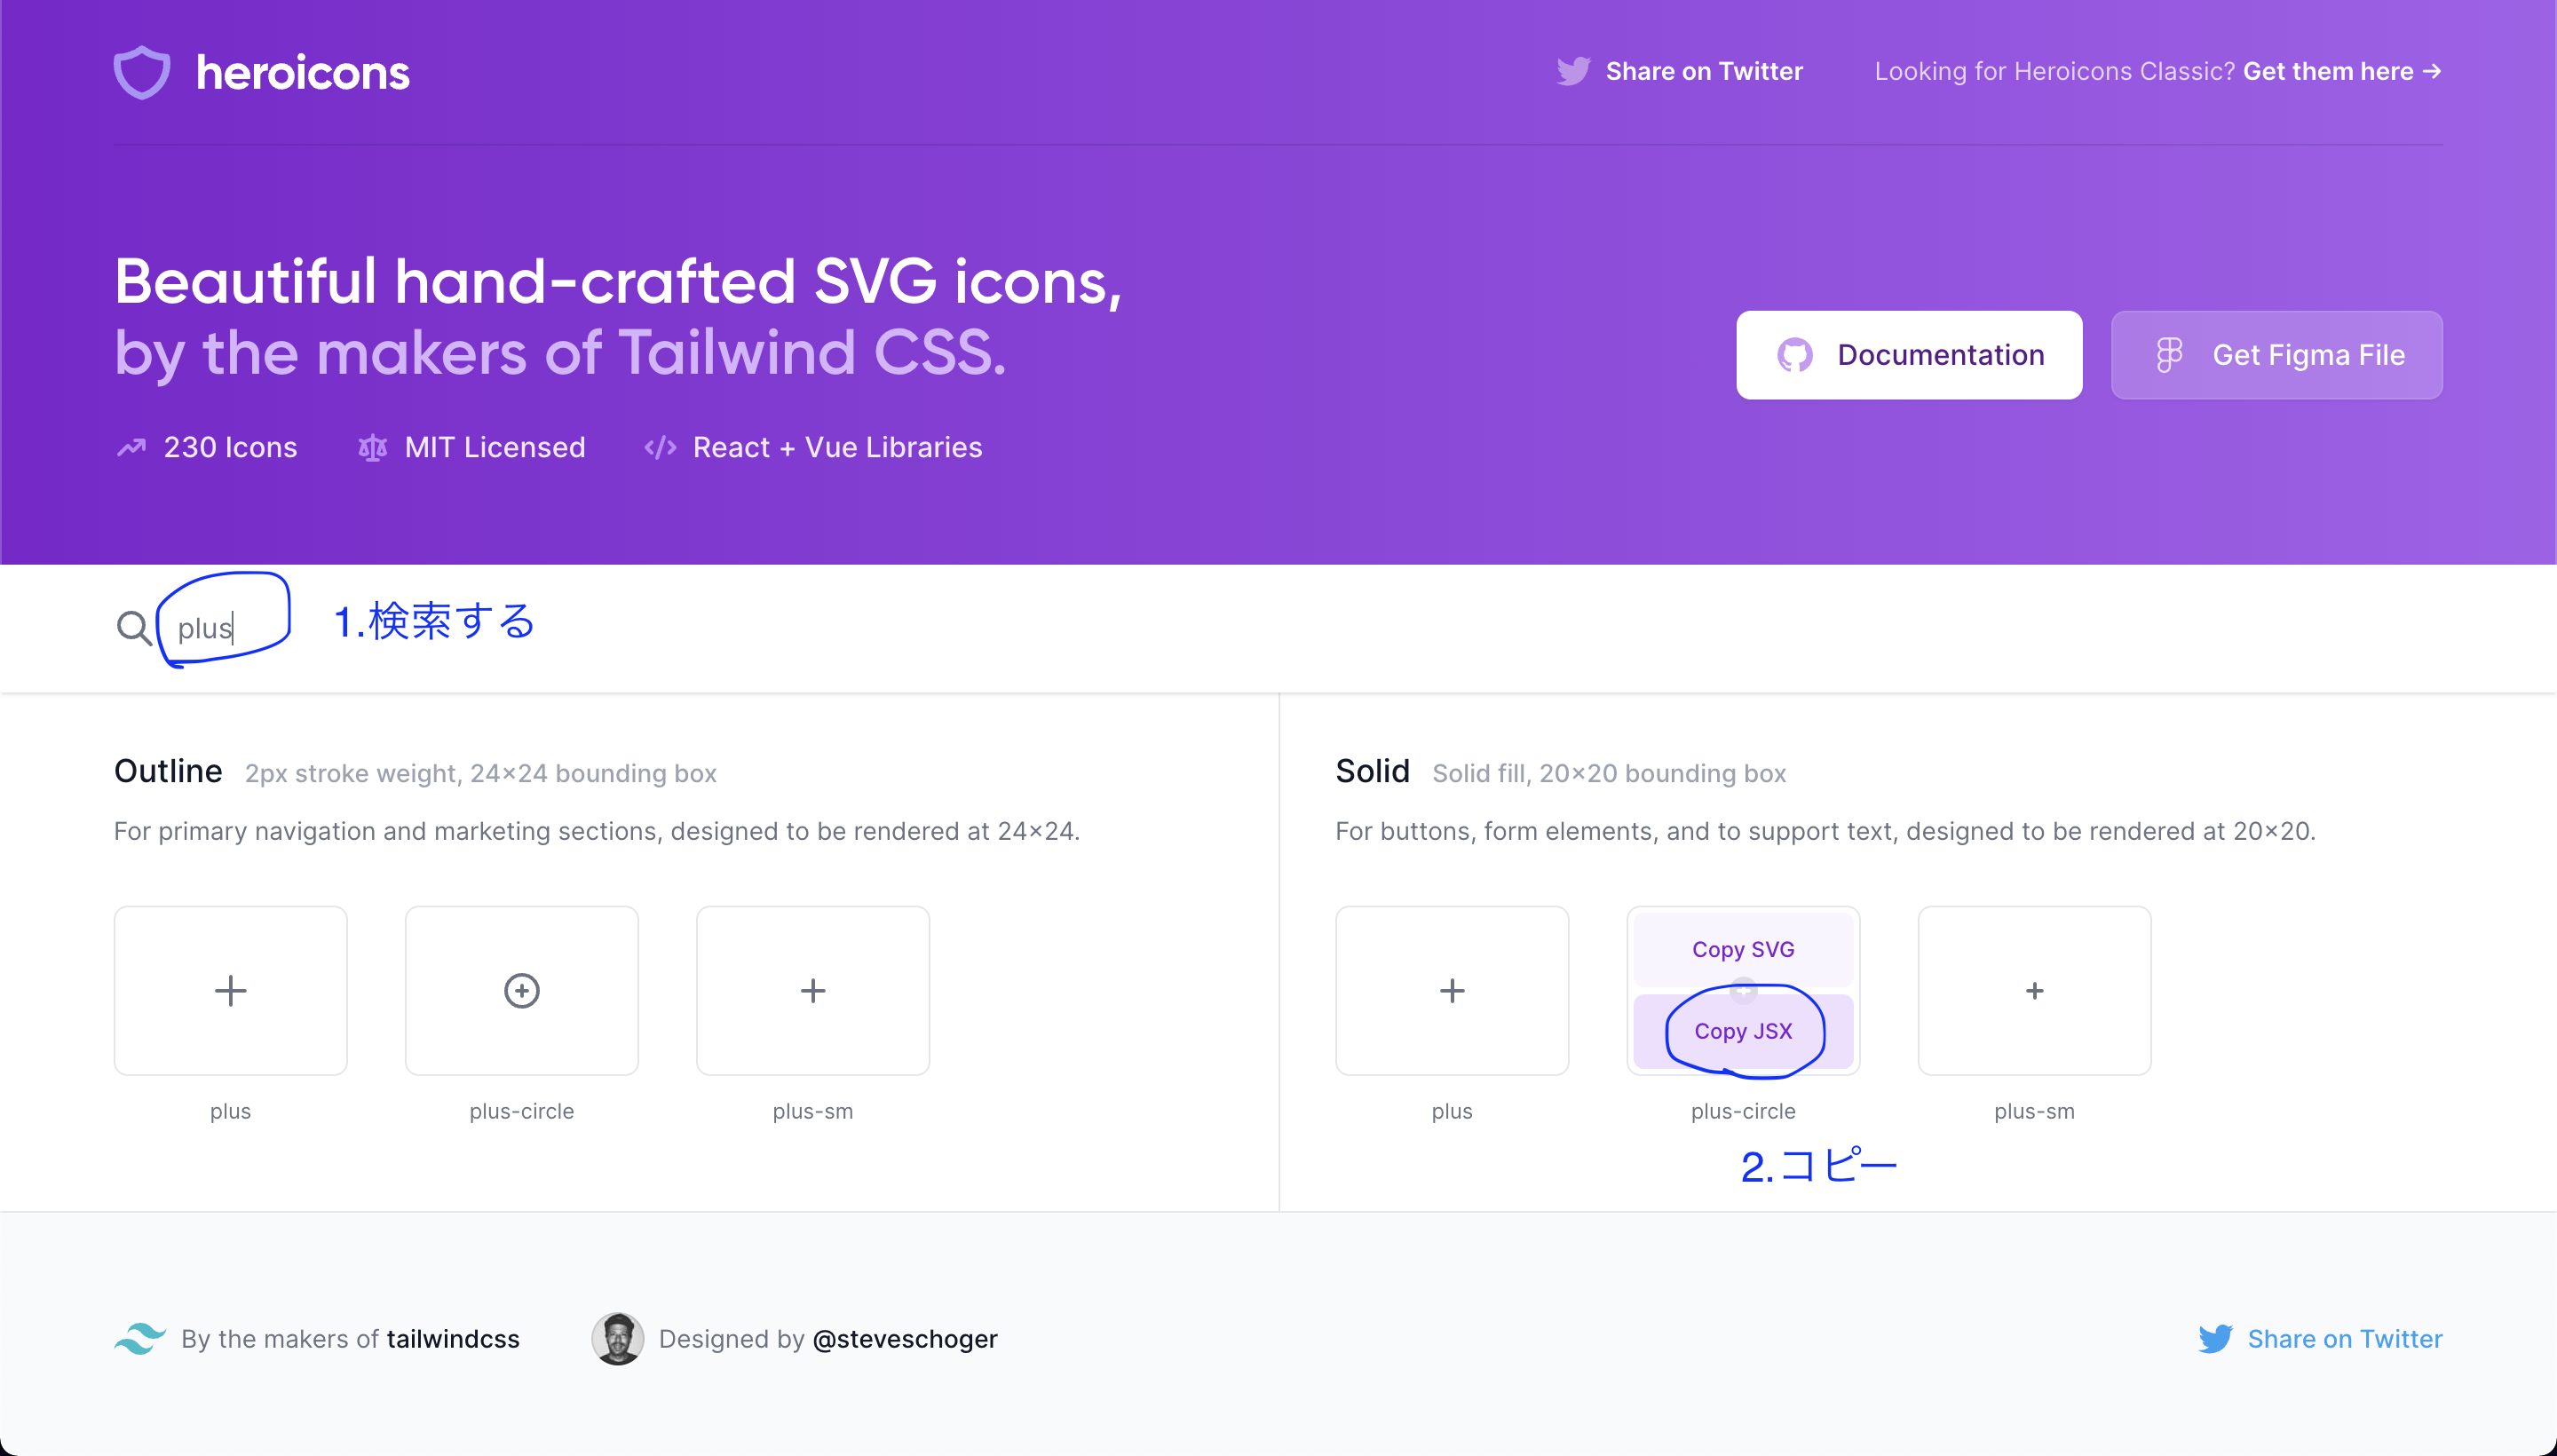 heroicons
Share on Twitter
Looking for Heroicons Classic? Get them here →
Beautiful hand-crafted SVG icons,
by the makers of Tailwind CSS.
Documentation
Get Figma File
230 Icons
MIT Licensed
React + Vue Libraries
plus
1.検索する
Outline 2px stroke weight, 24×24 bounding box
For primary navigation and marketing sections, designed to be rendered at 24×24.
plus
plus-circle
plus-sm
Solid Solid fill, 20×20 bounding box
For buttons, form elements, and to support text, designed to be rendered at 20×20.
Copy SVG
Copy JSX
plus
plus-circle
plus-sm
2.コピー
By the makers of tailwindcss
Designed by @steveschoger
Share on Twitter